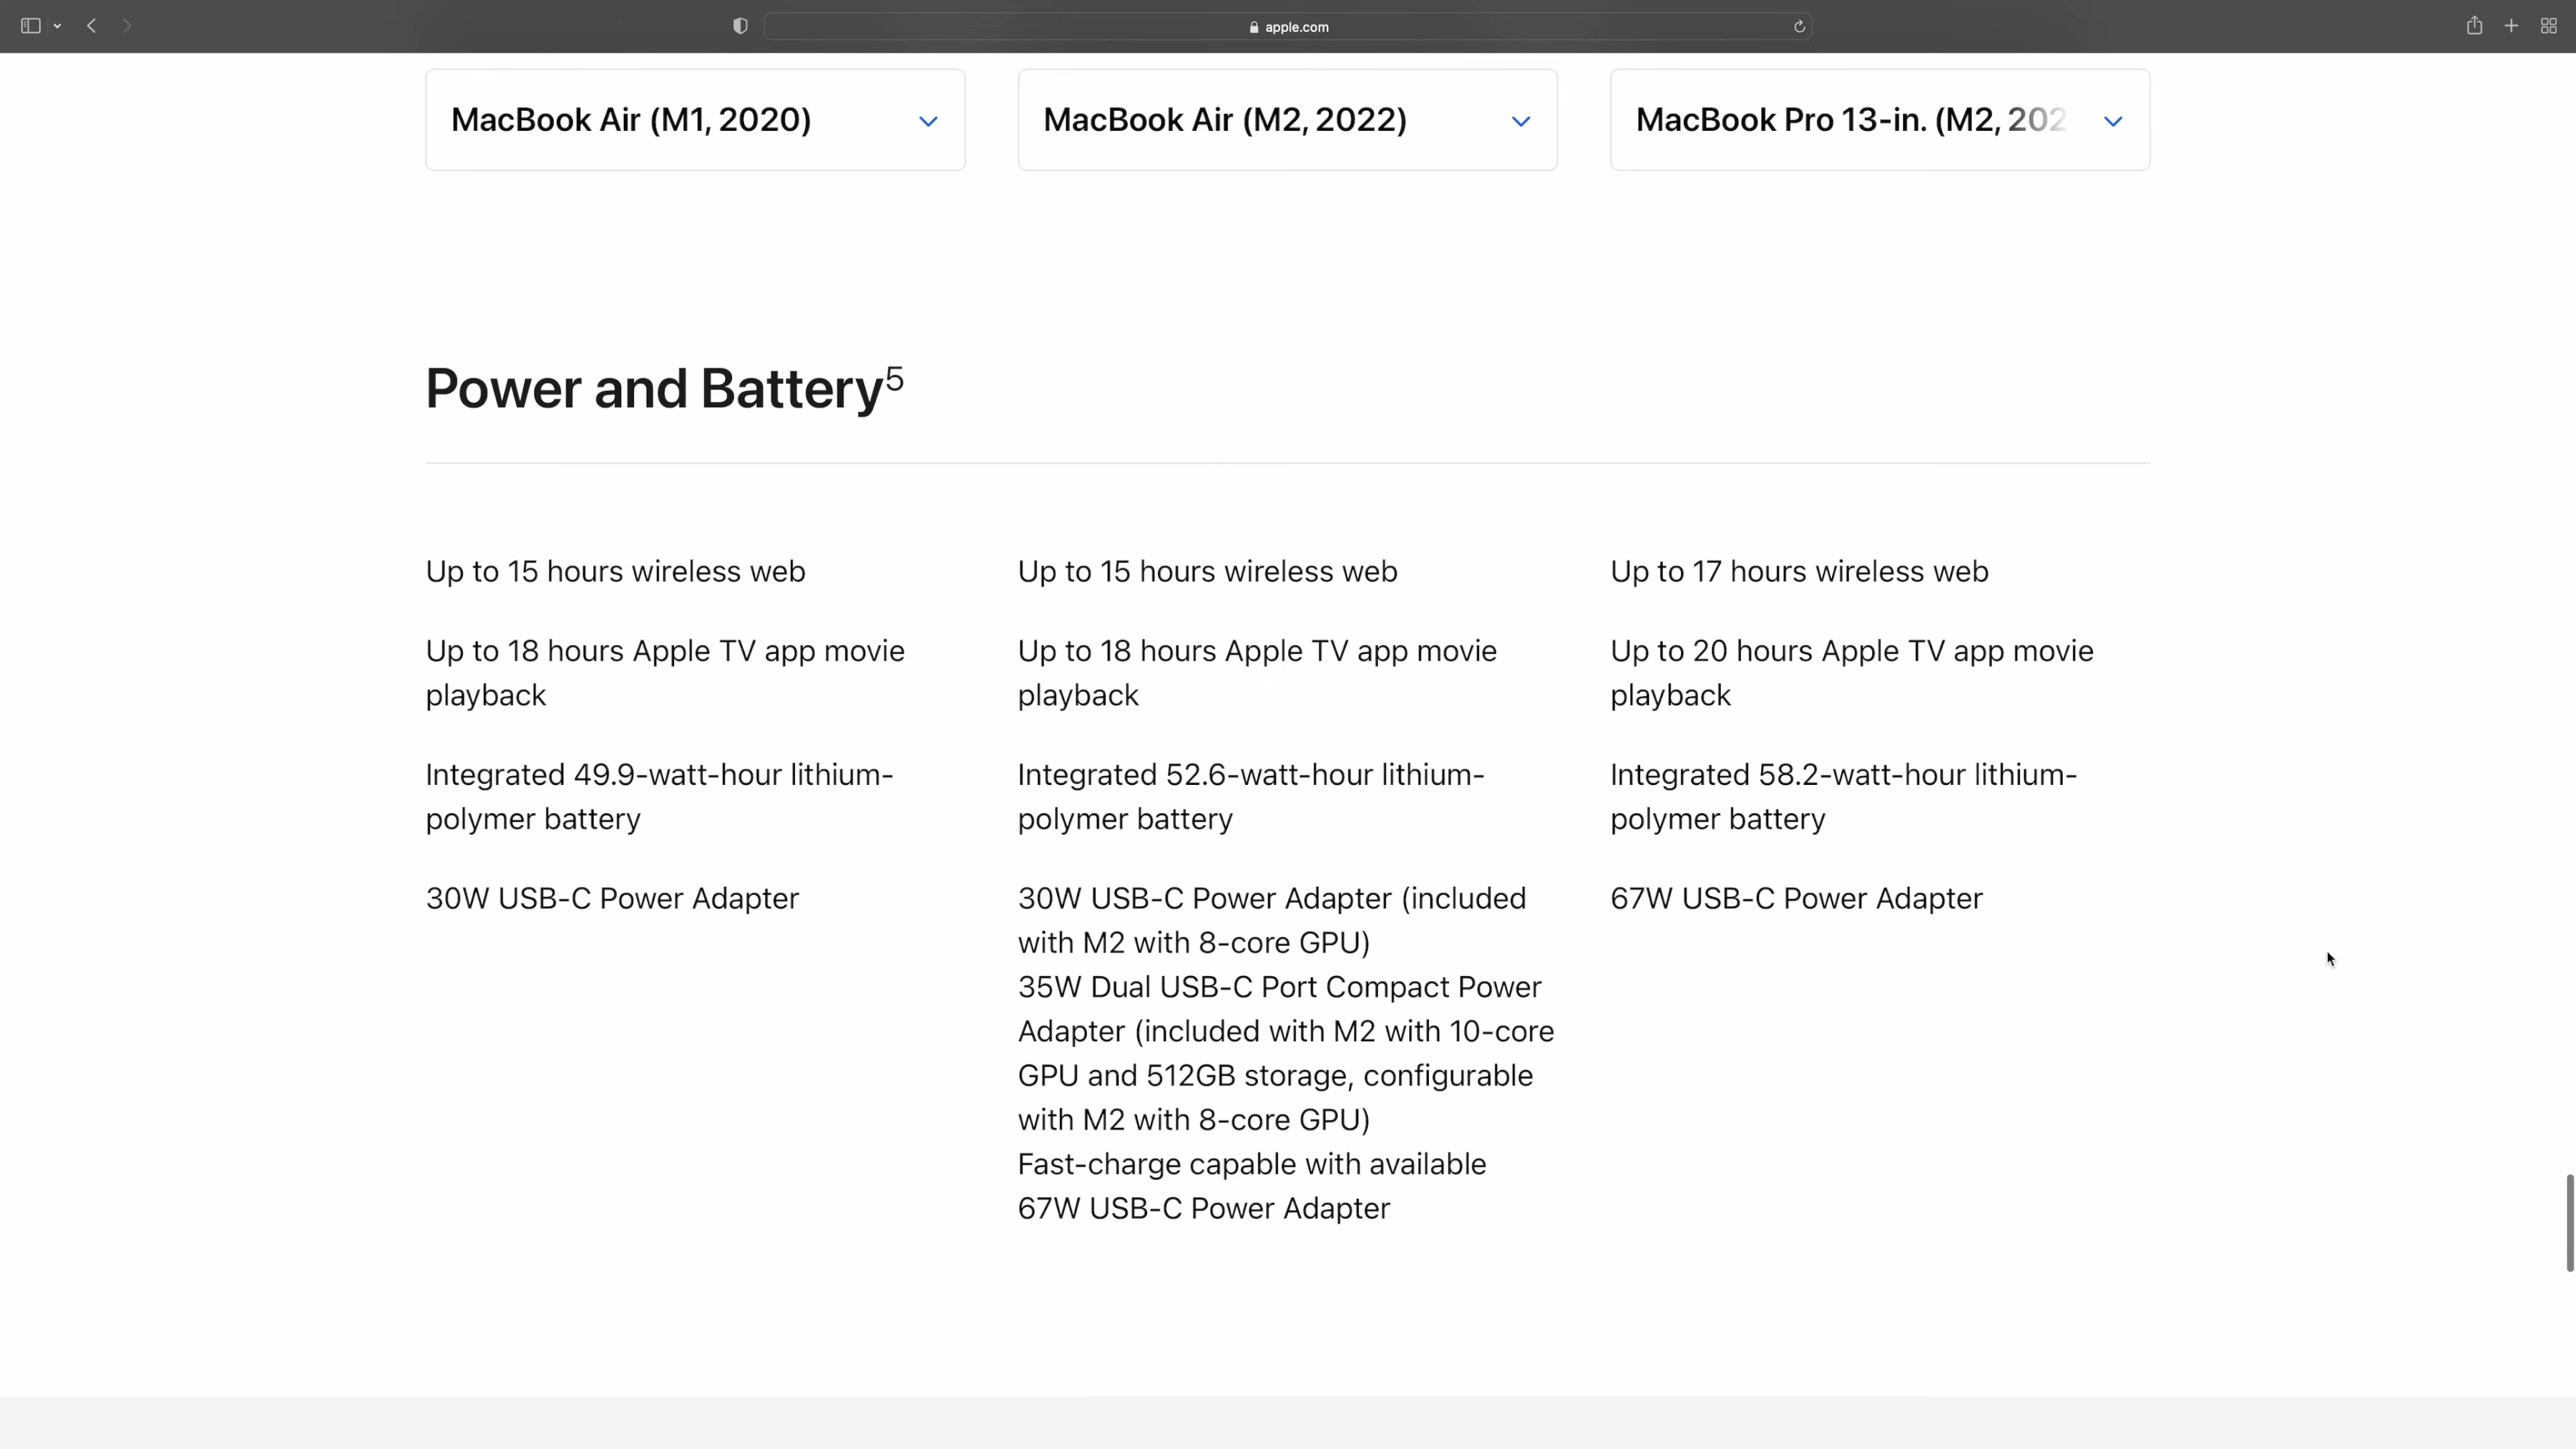 apple.com
MacBook Air (M1, 2020)
MacBook Air (M2, 2022)
MacBook Pro 13-in. (M2, 202
Power and Battery5
Up to 15 hours wireless web
Up to 18 hours Apple TV app movie
playback
Integrated 49.9-watt-hour lithium-
polymer battery
30W USB-C Power Adapter
Up to 15 hours wireless web
Up to 18 hours Apple TV app movie
playback
Integrated 52.6-watt-hour lithium-
polymer battery
30W USB-C Power Adapter (included
with M2 with 8-core GPU)
35W Dual USB-C Port Compact Power
Adapter (included with M2 with 10-core
GPU and 512GB storage, configurable
with M2 with 8-core GPU)
Fast-charge capable with available
67W USB-C Power Adapter
Up to 17 hours wireless web
Up to 20 hours Apple TV app movie
playback
Integrated 58.2-watt-hour lithium-
polymer battery
67W USB-C Power Adapter